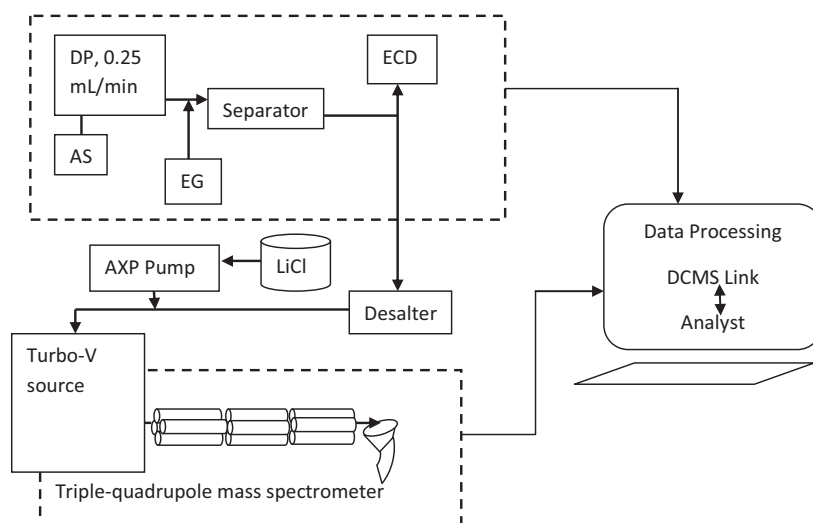 DP, 0.25
mL/min
ECD
Separator
AS
EG
AXP Pump
LiCl
Desalter
Data Processing
DCMS Link
Analyst
Turbo-V
source
Triple-quadrupole mass spectrometer